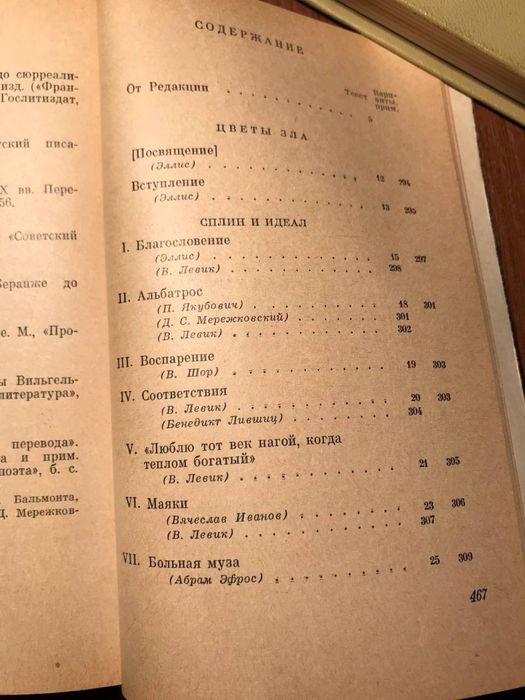 до сюрреали-
изд. («Фран-
Гослитиздат,
ский писа-
X вв. Пере-
56.
«Советский
Беранже до
е. М., «Про-
ы Вильгель-
литература»,
перевода».
а и прим.
поэта», б. с.
Бальмонта,
Д. Мережков-
СОДЕРЖАНИЕ
Текст Вари-
анты,
прим.
От Редакции . . . . . . . . . . 5
ЦВЕТЫ ЗЛА
[Посвящение]
(Эллис) . . . . . . . . . . 12 294
Вступление
(Эллис) . . . . . . . . . . 13 295
СПЛИН И ИДЕАЛ
I. Благословение
(Эллис) . . . . . . . . . . 15 297
(В. Левик) . . . . . . . . . . 298
II. Альбатрос
(П. Якубович) . . . . . . . . . . 18 301
(Д. С. Мережковский) . . . . . . . 301
(В. Левик) . . . . . . . . . . 302
III. Воспарение
(В. Шор) . . . . . . . . . . 19 303
IV. Соответствия
(В. Левик) . . . . . . . . . . 20 303
(Бенедикт Лившиц) . . . . . . . . 304
V. «Люблю тот век нагой, когда
теплом богатый»
(В. Левик) . . . . . . . . . . 21 305
VI. Маяки
(Вячеслав Иванов) . . . . . . . . 23 306
(В. Левик) . . . . . . . . . . 307
VII. Больная муза
(Абрам Эфрос) . . . . . . . . . . 25 309
467